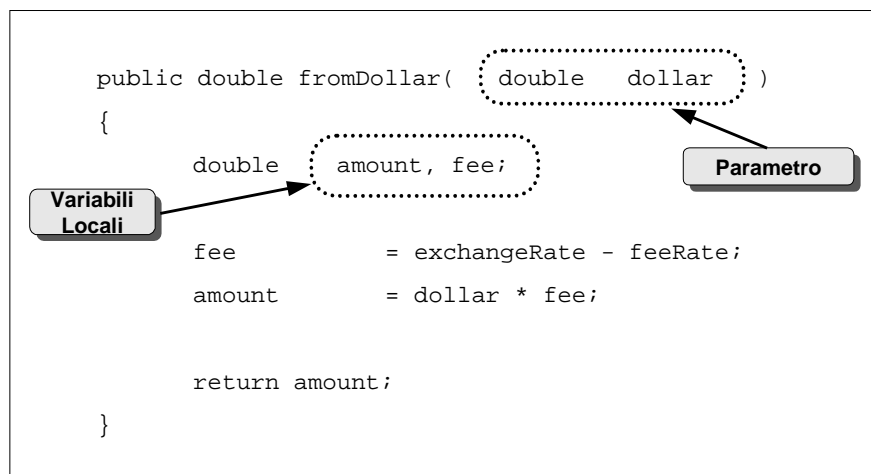 public double fromDollar( double dollar )
{
double amount, fee;
Parametro
Variabili
Locali
fee = exchangeRate - feeRate;
amount = dollar * fee;
return amount;
}